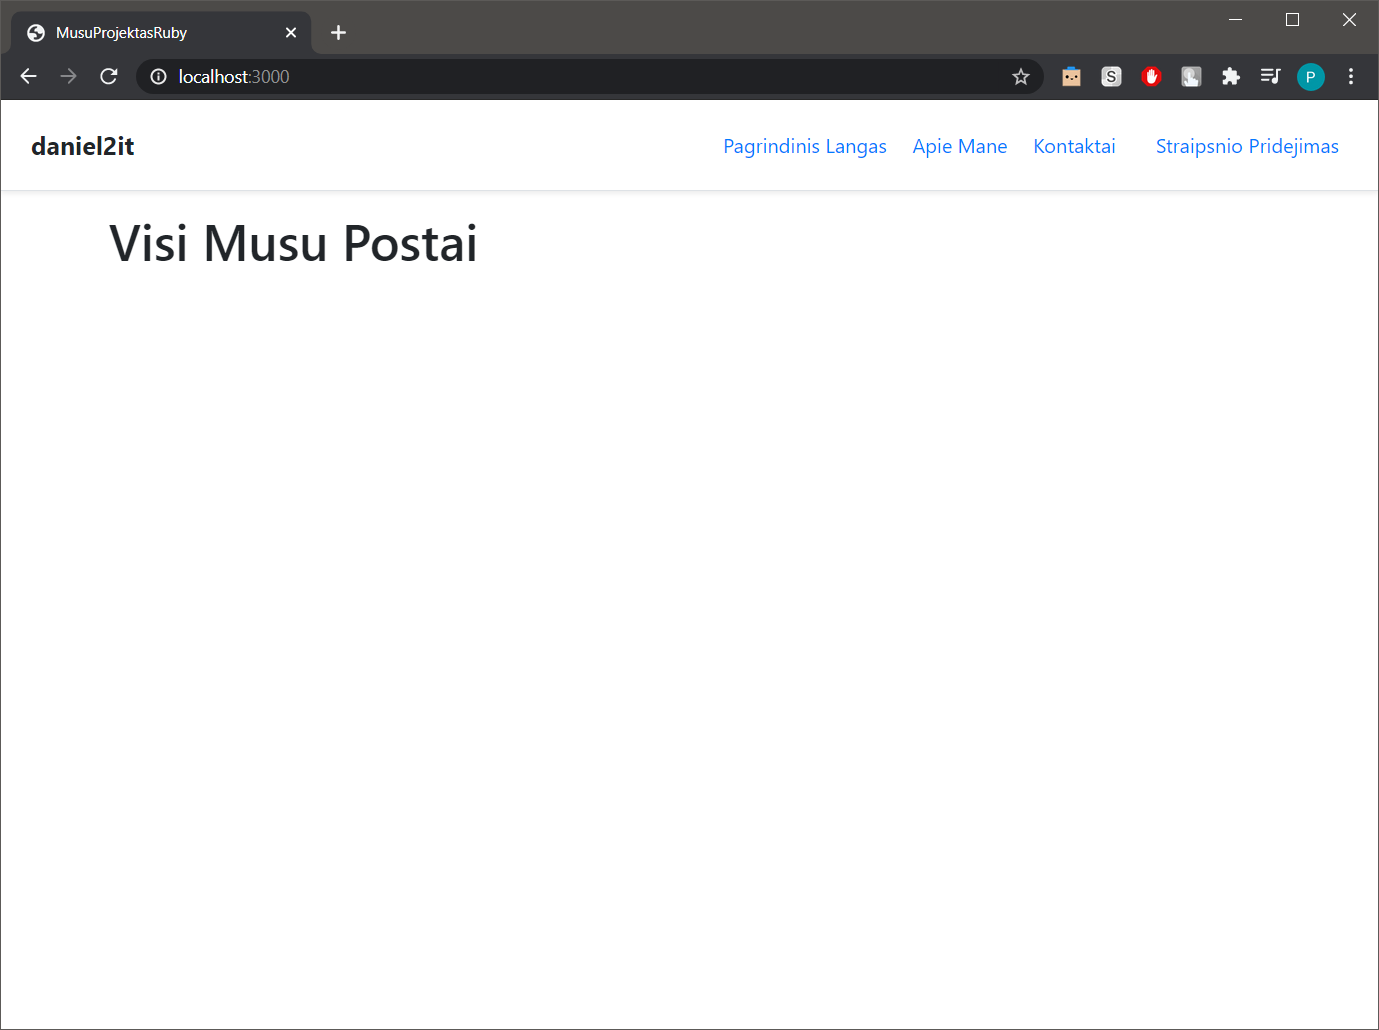 MusuProjektasRuby
localhost:3000
S
P
daniel2it
Pagrindinis Langas Apie Mane Kontaktai Straipsnio Pridejimas
Visi Musu Postai